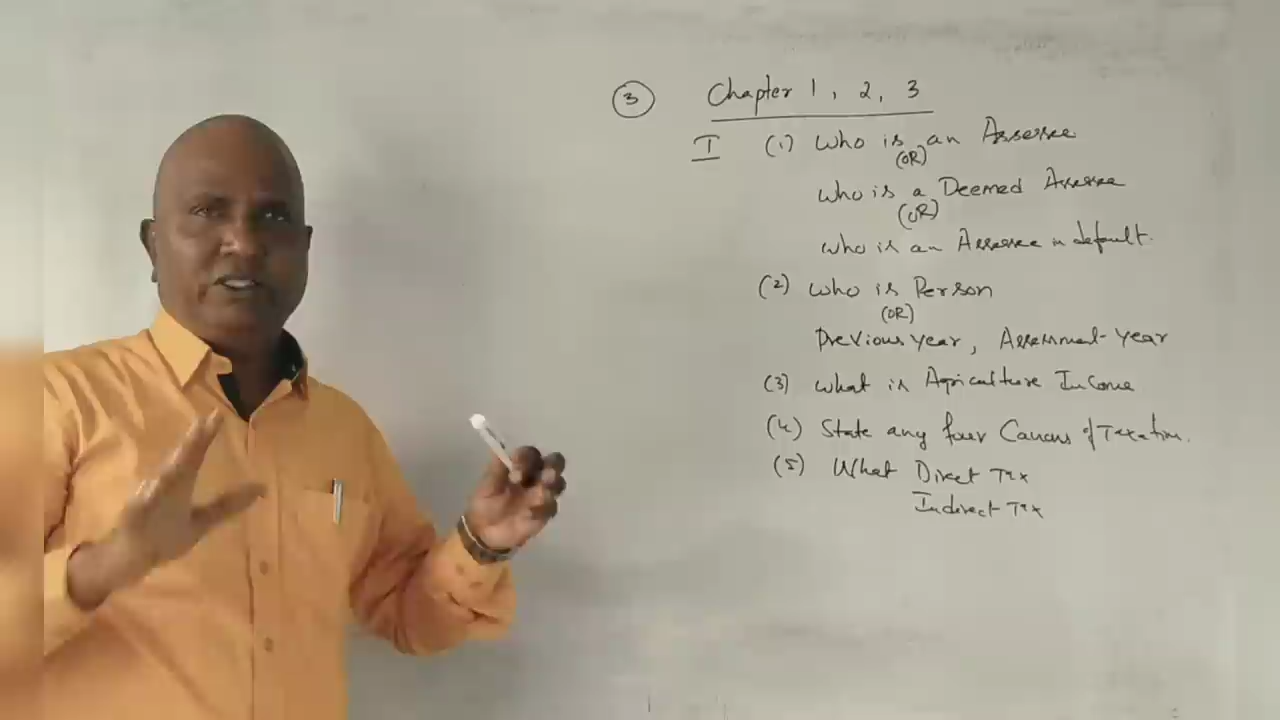 3 Chapter 1, 2, 3
I (1) Who is an Assessee
(OR)
Who is a Deemed Assessee
(OR)
who is an Assessee in default.
(2) Who is Person
(OR)
Previous year, Assessment year
(3) What is Agriculture Income
(4) State any four Canons of Taxation.
(5) What Direct Tax
Indirect Tax